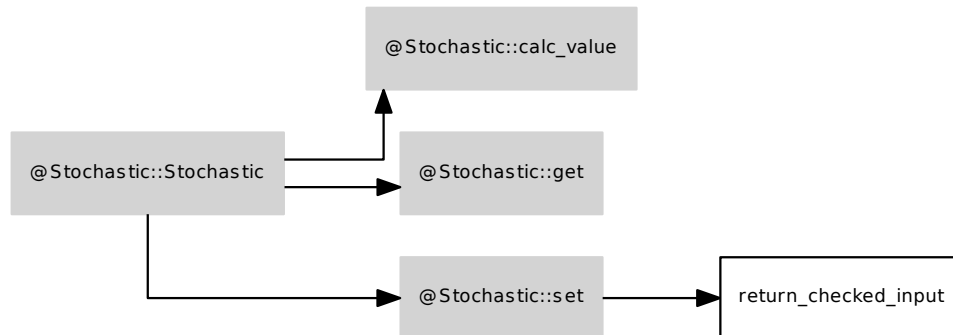 @Stochastic::calc_value
@Stochastic::Stochastic
@Stochastic::get
@Stochastic::set
return_checked_input